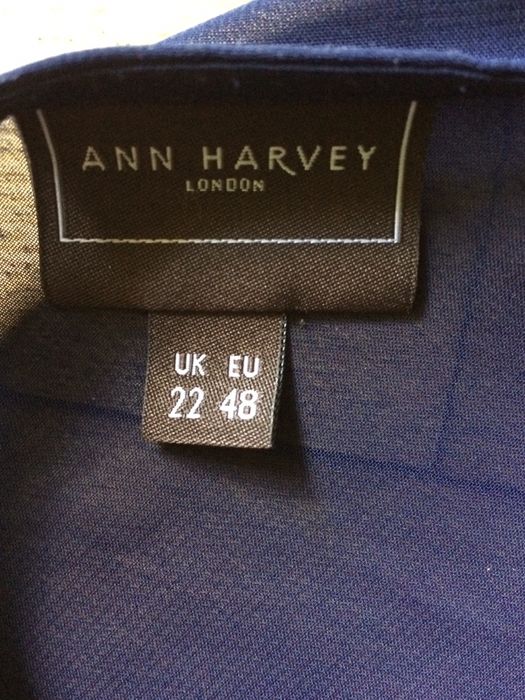 ANN HARVEY
LONDON
UK EU
22 48